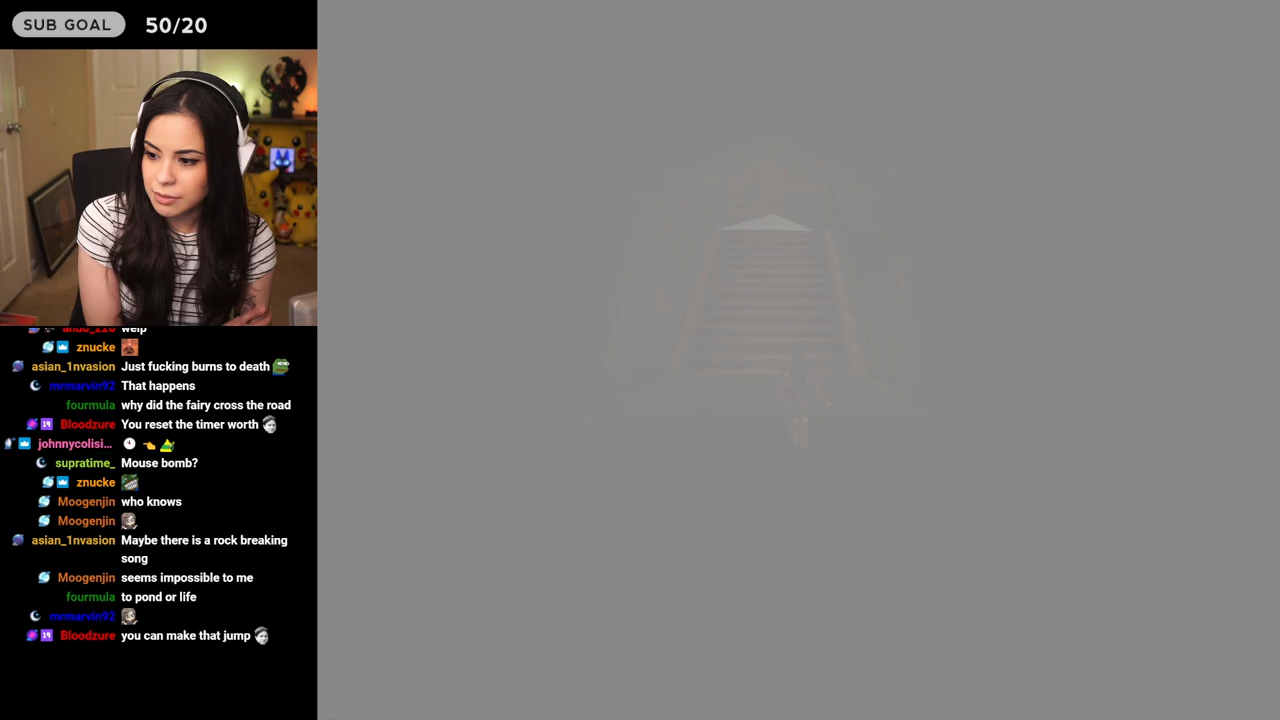 SUB GOAL 50/20
ando_220 welp
znucke
asian_1nvasion Just fucking burns to death
mrmarvin92 That happens
fourmula why did the fairy cross the road
Bloodzure You reset the timer worth
johnnycolisi...
supratime_ Mouse bomb?
znucke
Moogenjin who knows
Moogenjin
asian_1nvasion Maybe there is a rock breaking
song
Moogenjin seems impossible to me
fourmula to pond or life
mrmarvin92
Bloodzure you can make that jump